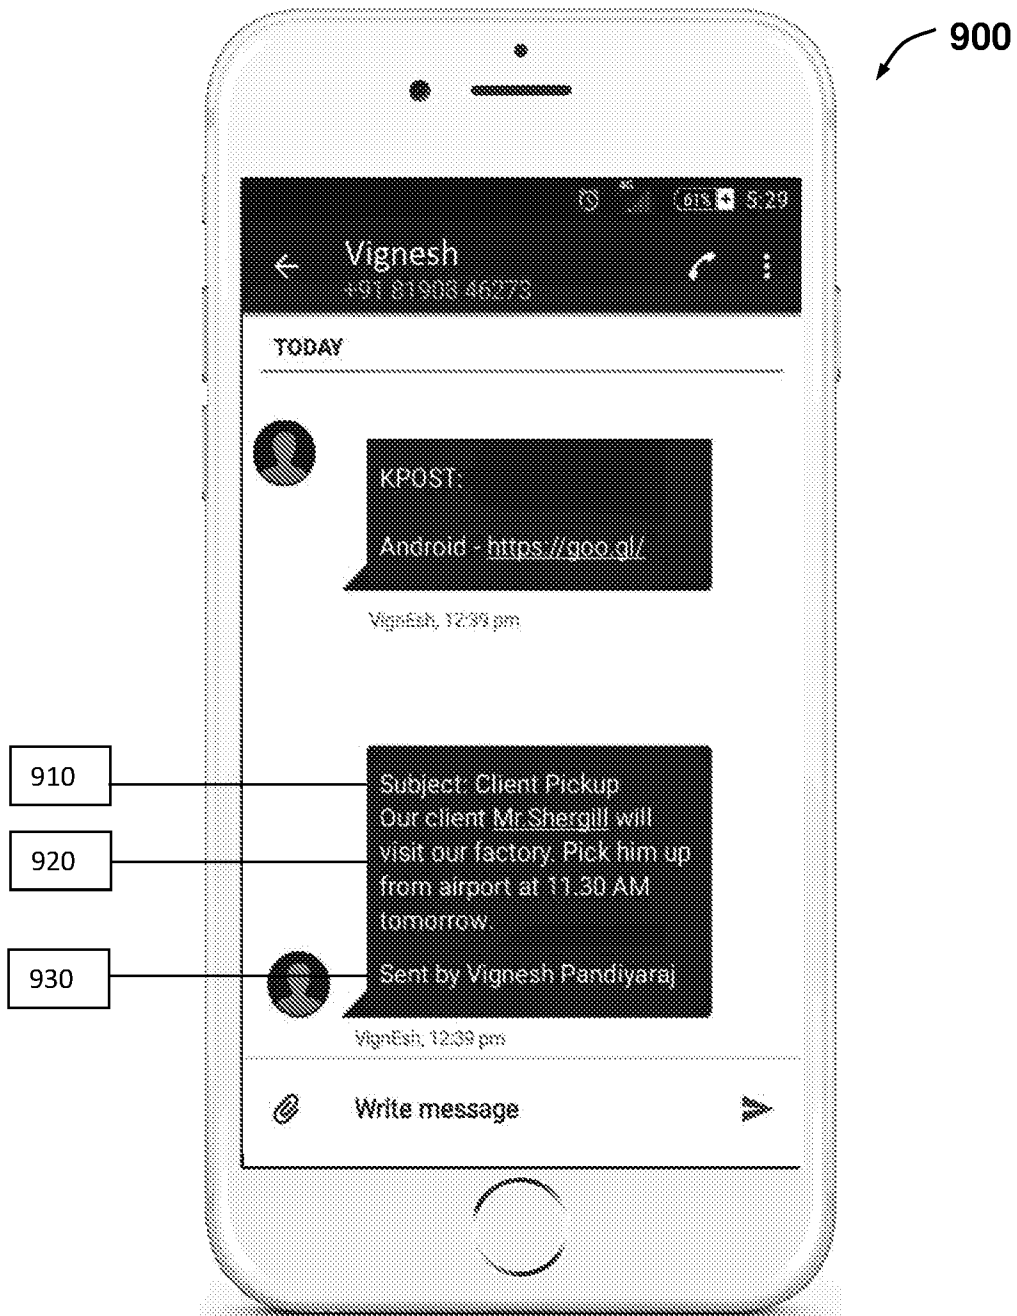 900
4G 61% 5:29
Vignesh
+91 81908 46273
TODAY
KPOST:
Android - https://goo.gl/
VignEsh, 12:39 pm
910
Subject: Client Pickup
Our client Mr.Shergill will
920
visit our factory. Pick him up
from airport at 11.30 AM
tomorrow.
930
Sent by Vignesh Pandiyaraj
VignEsh, 12:39 pm
Write message